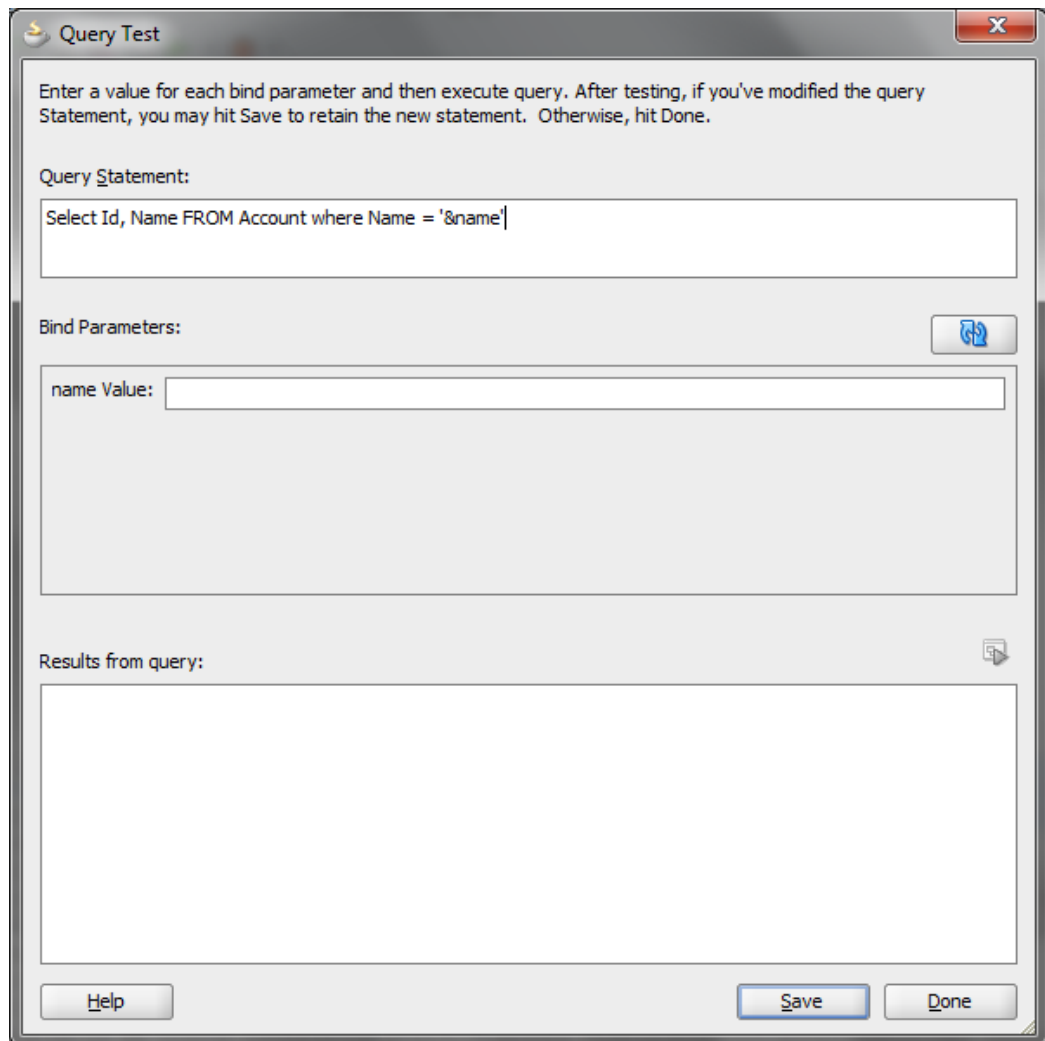 Query Test
Enter a value for each bind parameter and then execute query. After testing, if you've modified the query
Statement, you may hit Save to retain the new statement.  Otherwise, hit Done.
Query Statement:
Select Id, Name FROM Account where Name = '&name'
Bind Parameters:
name Value:
Results from query:
Help
Save
Done